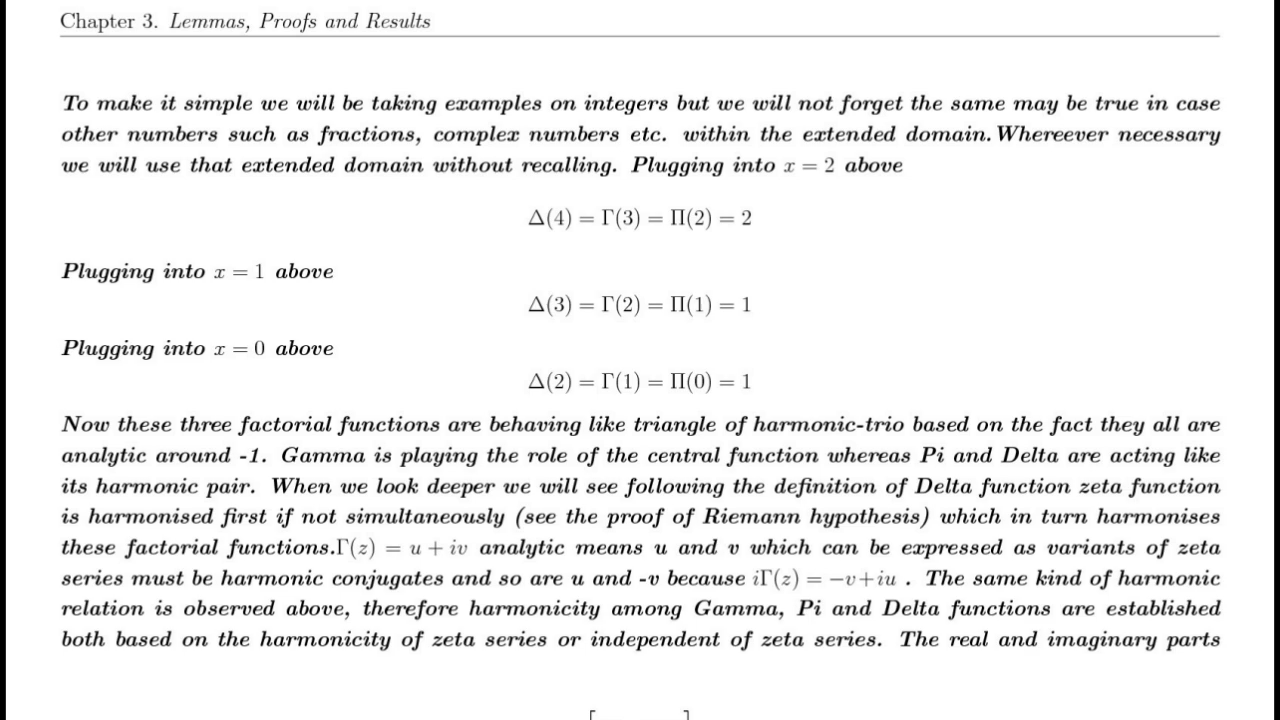 Chapter 3. Lemmas, Proofs and Results
To make it simple we will be taking examples on integers but we will not forget the same may be true in case
other numbers such as fractions, complex numbers etc. within the extended domain. Whereever necessary
we will use that extended domain without recalling. Plugging into x = 2 above
Δ(4) = Γ(3) = Π(2) = 2
Plugging into x = 1 above
Δ(3) = Γ(2) = Π(1) = 1
Plugging into x = 0 above
Δ(2) = Γ(1) = Π(0) = 1
Now these three factorial functions are behaving like triangle of harmonic-trio based on the fact they all are
analytic around -1. Gamma is playing the role of the central function whereas Pi and Delta are acting like
its harmonic pair. When we look deeper we will see following the definition of Delta function zeta function
is harmonised first if not simultaneously (see the proof of Riemann hypothesis) which in turn harmonises
these factorial functions.Γ(z) = u + iv analytic means u and v which can be expressed as variants of zeta
series must be harmonic conjugates and so are u and -v because iΓ(z) = −v+iu . The same kind of harmonic
relation is observed above, therefore harmonicity among Gamma, Pi and Delta functions are established
both based on the harmonicity of zeta series or independent of zeta series. The real and imaginary parts